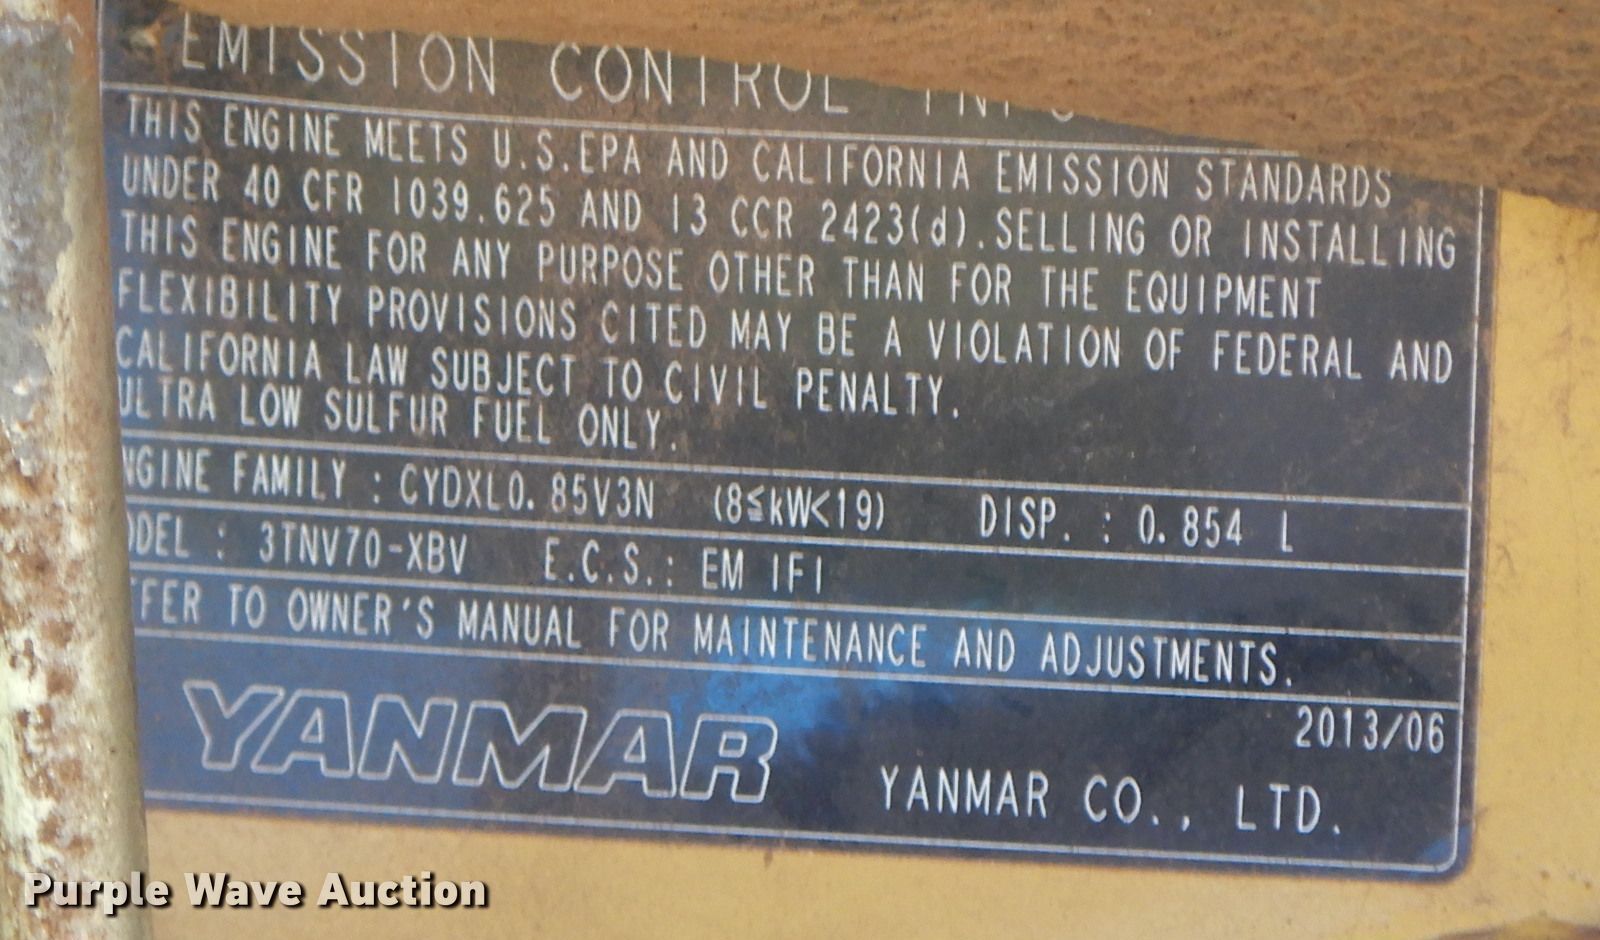 EMISSION CONTROL INFO
THIS ENGINE MEETS U.S.EPA AND CALIFORNIA EMISSION STANDARDS
UNDER 40 CFR 1039.625 AND 13 CCR 2423(d).SELLING OR INSTALLING
THIS ENGINE FOR ANY PURPOSE OTHER THAN FOR THE EQUIPMENT
FLEXIBILITY PROVISIONS CITED MAY BE A VIOLATION OF FEDERAL AND
CALIFORNIA LAW SUBJECT TO CIVIL PENALTY.
ULTRA LOW SULFUR FUEL ONLY.
NGINE FAMILY : CYDXL0.85V3N (8≤kW<19) DISP. : 0.854 L
ODEL : 3TNV70-XBV E.C.S.: EM IFI
FER TO OWNER'S MANUAL FOR MAINTENANCE AND ADJUSTMENTS.
2013/06
YANMAR
YANMAR CO., LTD.
Purple Wave Auction